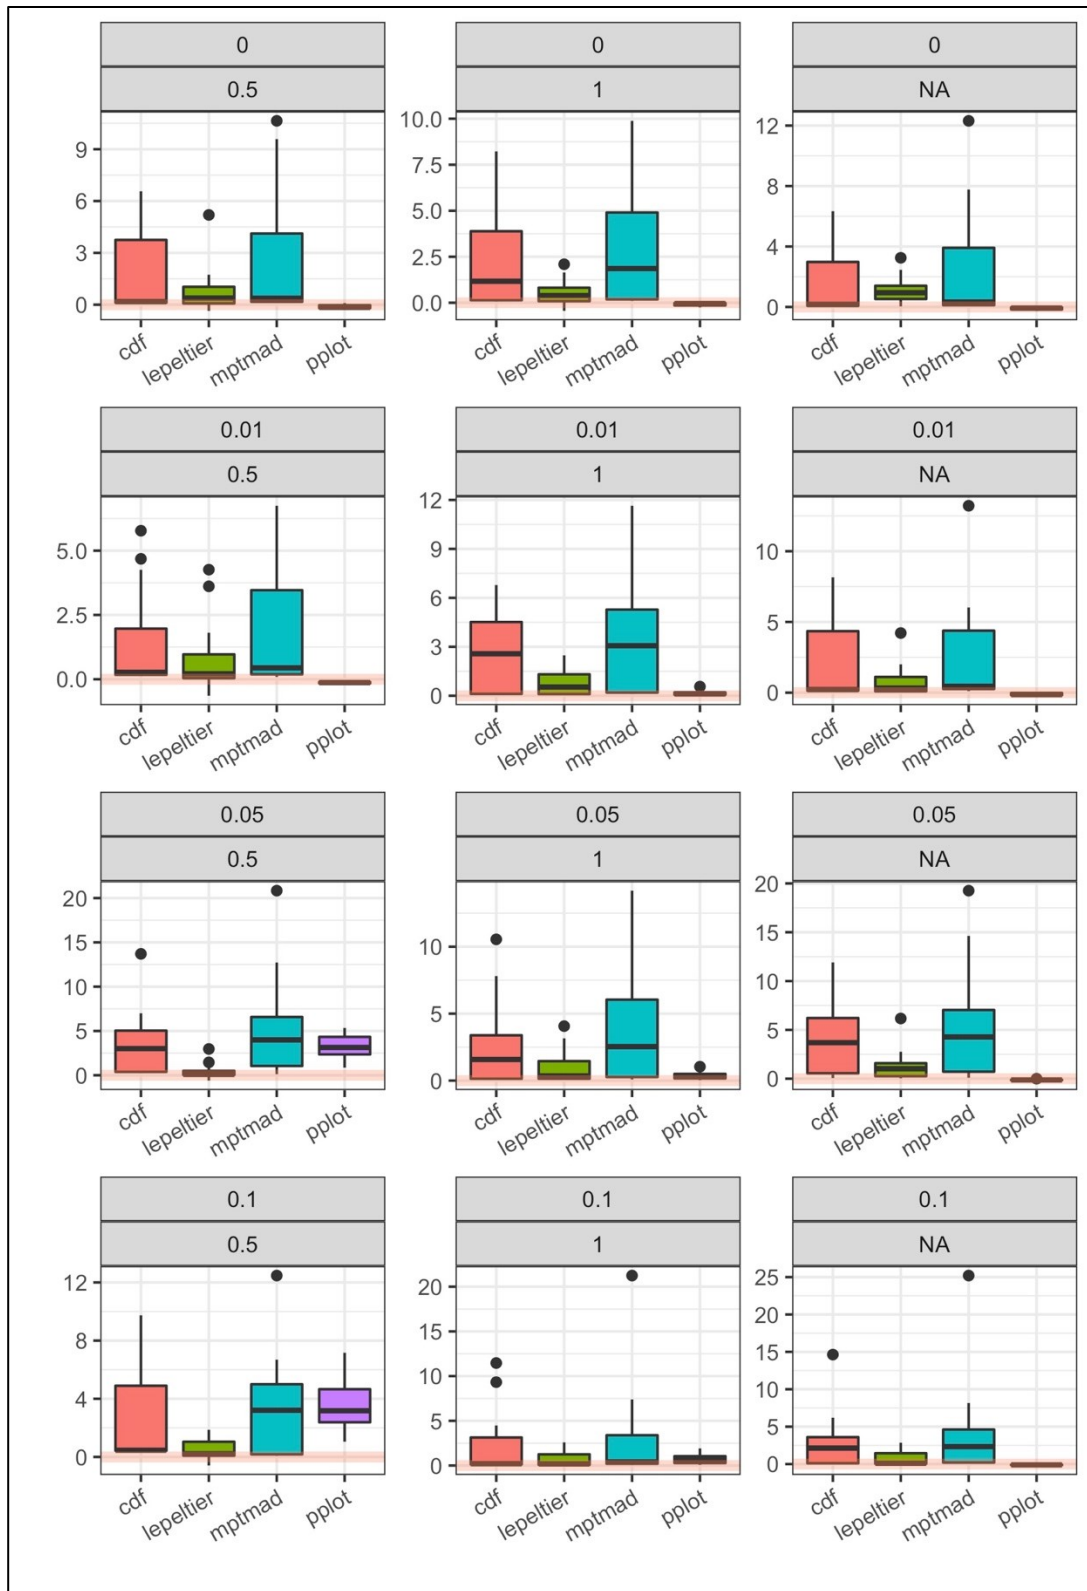 0 0 0
0.5 1 NA
9 10.0 12
6 7.5 8
3 5.0 4
0 2.5 0
0.0
cdf lepeltier mptmad pplot cdf lepeltier mptmad pplot cdf lepeltier mptmad pplot
0.01 0.01 0.01
0.5 1 NA
5.0 12 10
2.5 9 5
0.0 6 0
3
0
cdf lepeltier mptmad pplot cdf lepeltier mptmad pplot cdf lepeltier mptmad pplot
0.05 0.05 0.05
0.5 1 NA
20 10 20
15 5 15
10 0 10
5 5
0 0
cdf lepeltier mptmad pplot cdf lepeltier mptmad pplot cdf lepeltier mptmad pplot
0.1 0.1 0.1
0.5 1 NA
12 20 25
8 15 20
4 10 15
0 5 10
0 5
0
cdf lepeltier mptmad pplot cdf lepeltier mptmad pplot cdf lepeltier mptmad pplot